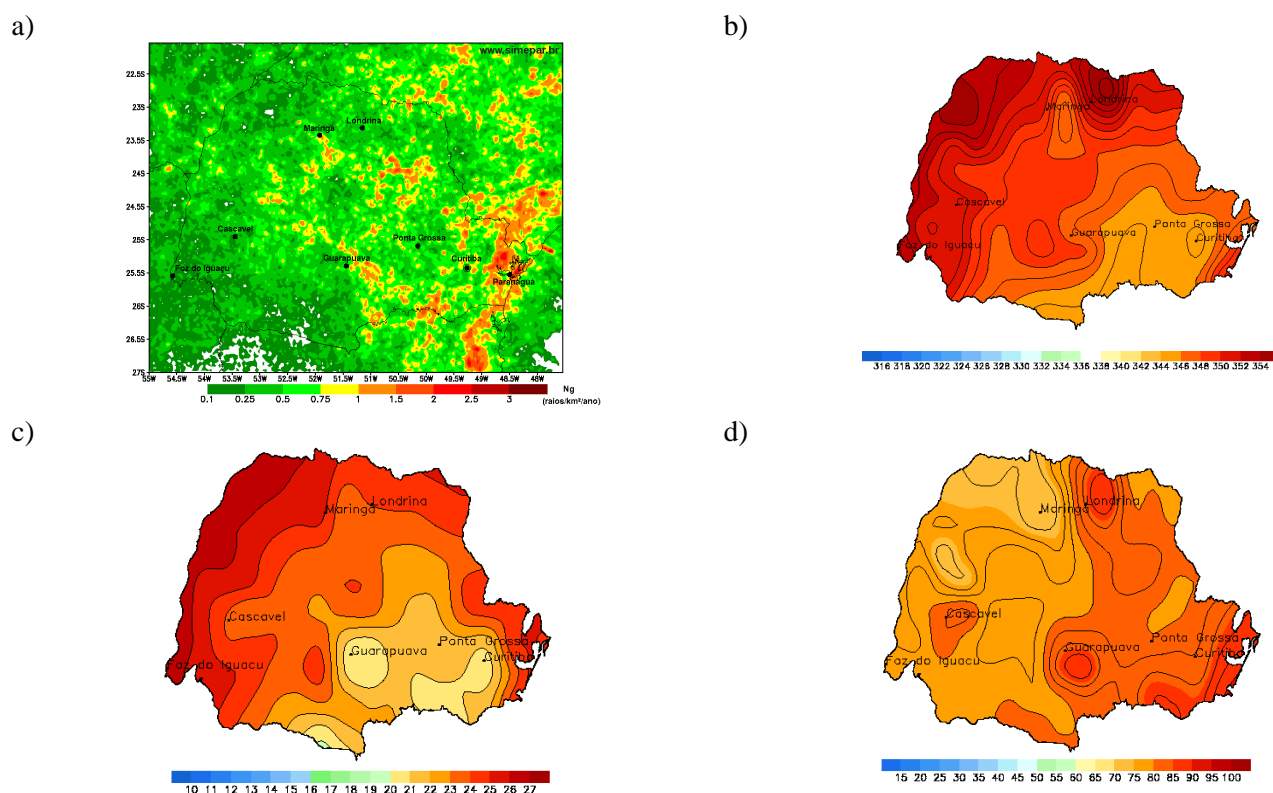 a)
www.simepar.br
22.5S
23S
23.5S
24S
24.5S
25S
25.5S
26S
26.5S
27S
Londrina
Maringá
Cascavel
Ponta Grossa
Guarapuava
Curitiba
Foz do Iguaçu
Paranaguá
55W 54.5W 54W 53.5W 53W 52.5W 52W 51.5W 51W 50.5W 50W 49.5W 49W 48.5W 48W
Ng
0.1 0.25 0.5 0.75 1 1.5 2 2.5 3 (raios/km²/ano)
b)
Londrina
Maringa
Cascavel
Ponta Grossa
Guarapuava
Curitiba
Foz do Iguacu
316 318 320 322 324 326 328 330 332 334 336 338 340 342 344 346 348 350 352 354
c)
Londrina
Maringa
Cascavel
Ponta Grossa
Guarapuava
Curitiba
Foz do Iguacu
10 11 12 13 14 15 16 17 18 19 20 21 22 23 24 25 26 27
d)
Londrina
Maringa
Cascavel
Ponta Grossa
Guarapuava
Curitiba
Foz do Iguacu
15 20 25 30 35 40 45 50 55 60 65 70 75 80 85 90 95 100